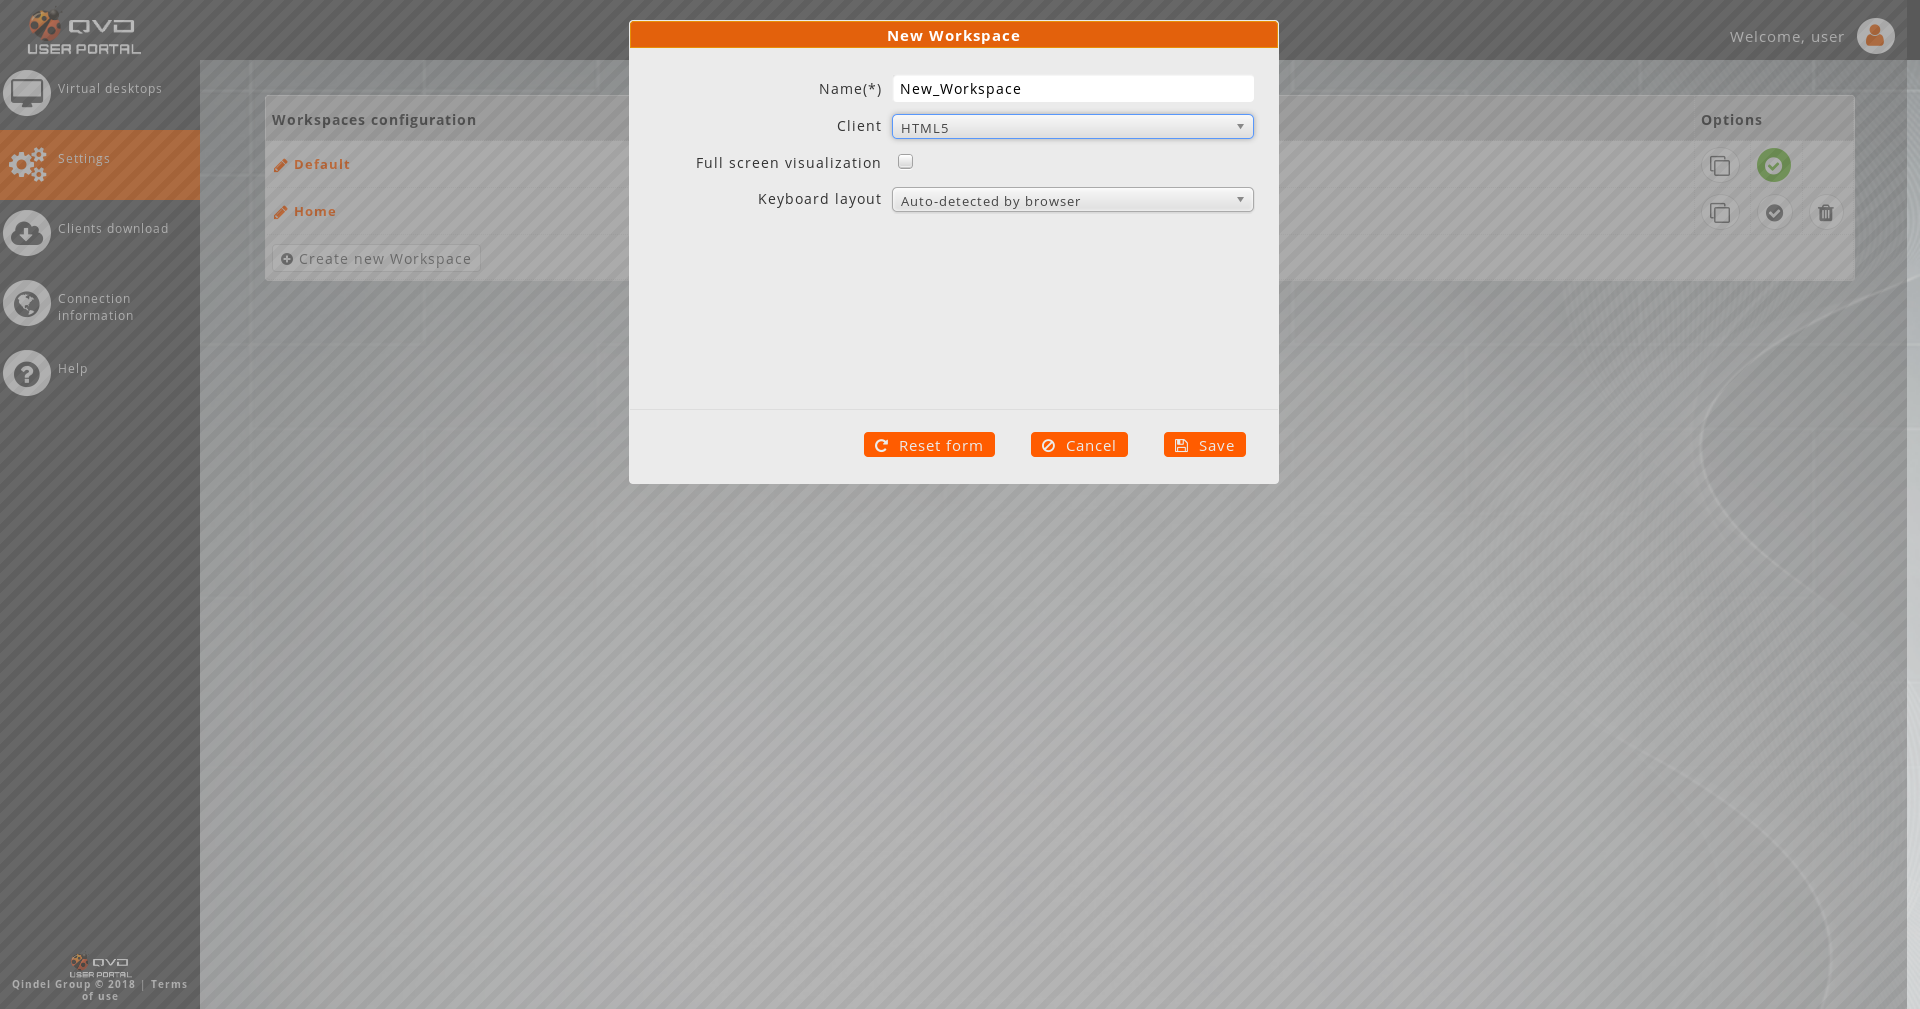 QVD
USER PORTAL
Welcome, user
Virtual desktops
Settings
Clients download
Connection
information
Help
Workspaces configuration
Options
Default
Home
Create new Workspace
New Workspace
Name(*)
New_Workspace
Client
HTML5
Full screen visualization
Keyboard layout
Auto-detected by browser
Reset form
Cancel
Save
QVD
USER PORTAL
Qindel Group © 2018 | Terms
of use